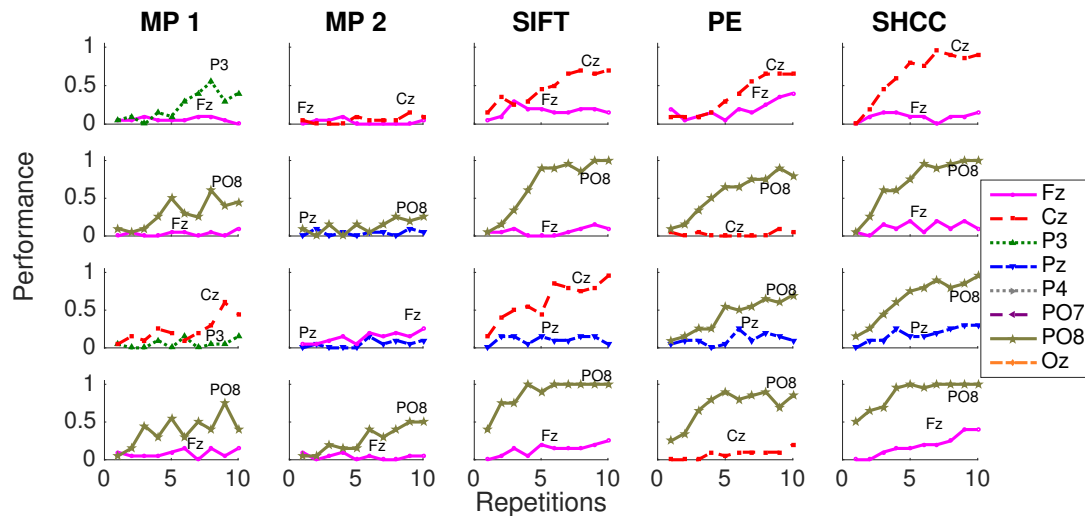 MP 1 MP 2 SIFT PE SHCC
1 0.5 0
P3 Fz
Fz Cz
Cz Fz
Cz Fz
Cz
1 0.5 0
PO8 Fz
Pz PO8
PO8
PO8 Cz
PO8
1 0.5 0
Cz P3
Pz Fz
Cz Pz
PO8 Pz
PO8 Pz
1 0.5 0
PO8 Fz
PO8 Fz
PO8 Fz
PO8 Cz
PO8 Fz
0 5 10 0 5 10 0 5 10 0 5 10 0 5 10
Performance
Repetitions
Fz
Cz
P3
Pz
P4
PO7
PO8
Oz